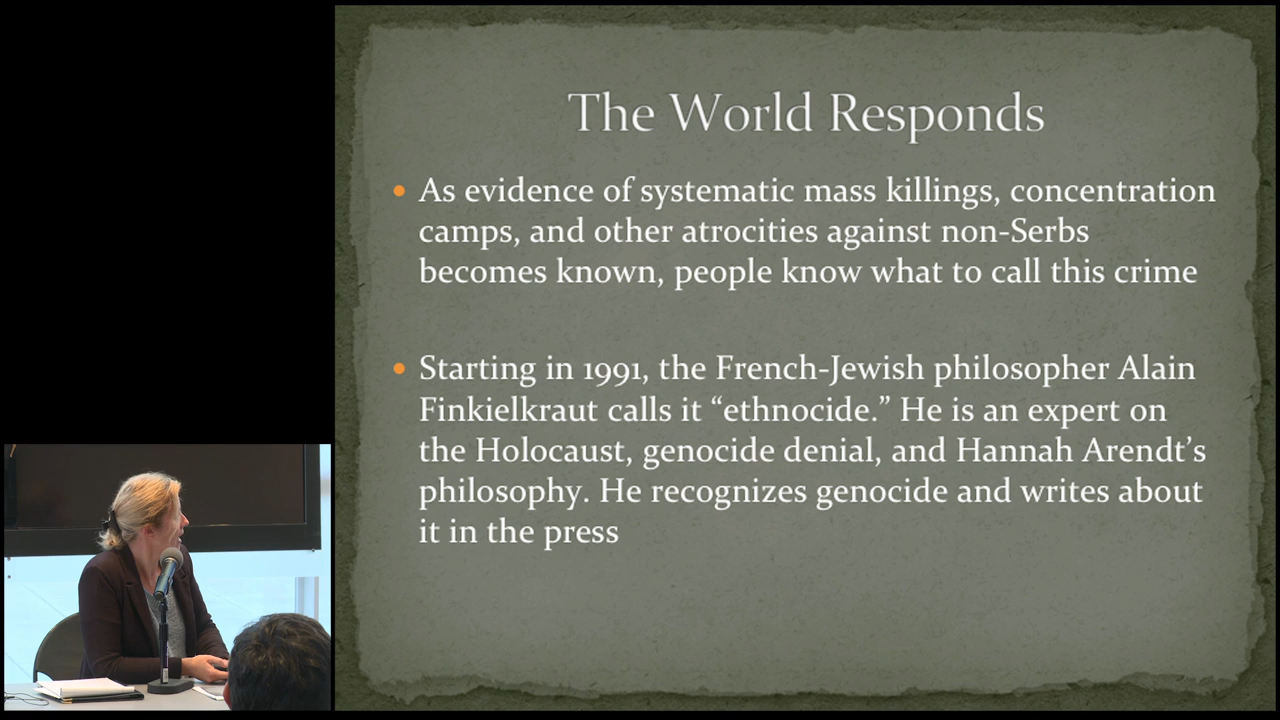 The World Responds
• As evidence of systematic mass killings, concentration
camps, and other atrocities against non-Serbs
becomes known, people know what to call this crime
• Starting in 1991, the French-Jewish philosopher Alain
Finkielkraut calls it “ethnocide.” He is an expert on
the Holocaust, genocide denial, and Hannah Arendt’s
philosophy. He recognizes genocide and writes about
it in the press